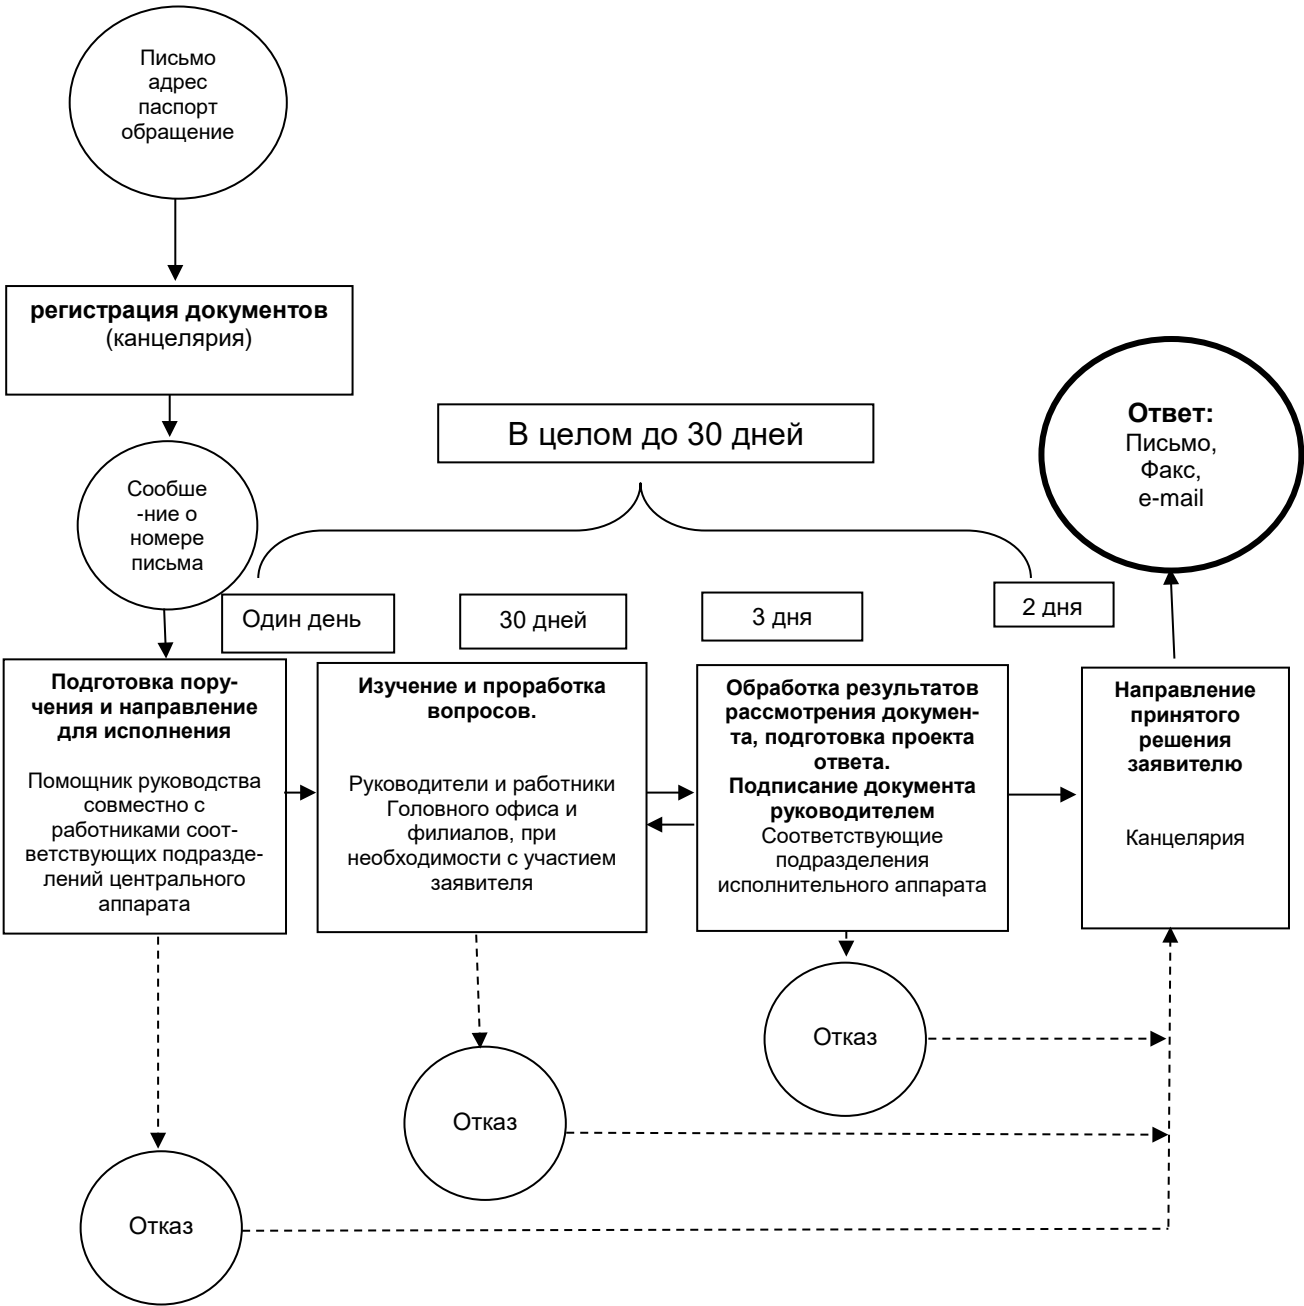 Письмо
адрес
паспорт
обращение
регистрация документов
(канцелярия)
Сообше
-ние о
номере
письма
В целом до 30 дней
Ответ:
Письмо,
Факс,
e-mail
Один день
30 дней
3 дня
2 дня
Подготовка пору-
чения и направление
для исполнения
Помощник руководства
совместно с
работниками соот-
ветствующих подразде-
лений центрального
аппарата
Изучение и проработка
вопросов.
Руководители и работники
Головного офиса и
филиалов, при
необходимости с участием
заявителя
Обработка результатов
рассмотрения докумен-
та, подготовка проекта
ответа.
Подписание документа
руководителем
Соответствующие
подразделения
исполнительного аппарата
Направление
принятого
решения
заявителю
Канцелярия
Отказ
Отказ
Отказ